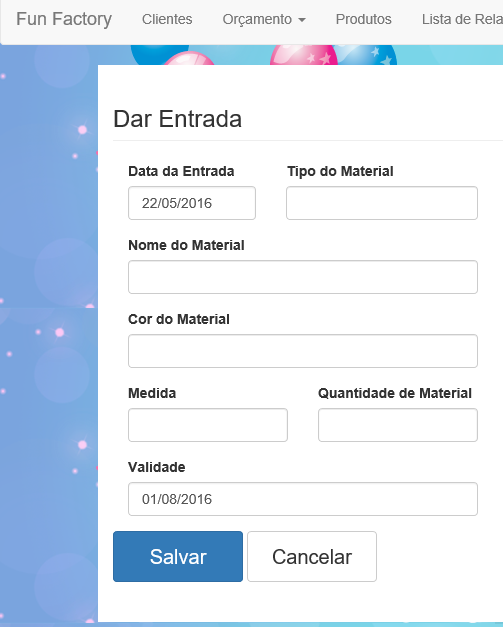 Fun Factory Clientes Orçamento Produtos Lista de Rela
Dar Entrada
Data da Entrada Tipo do Material
22/05/2016
Nome do Material
Cor do Material
Medida Quantidade de Material
Validade
01/08/2016
Salvar Cancelar